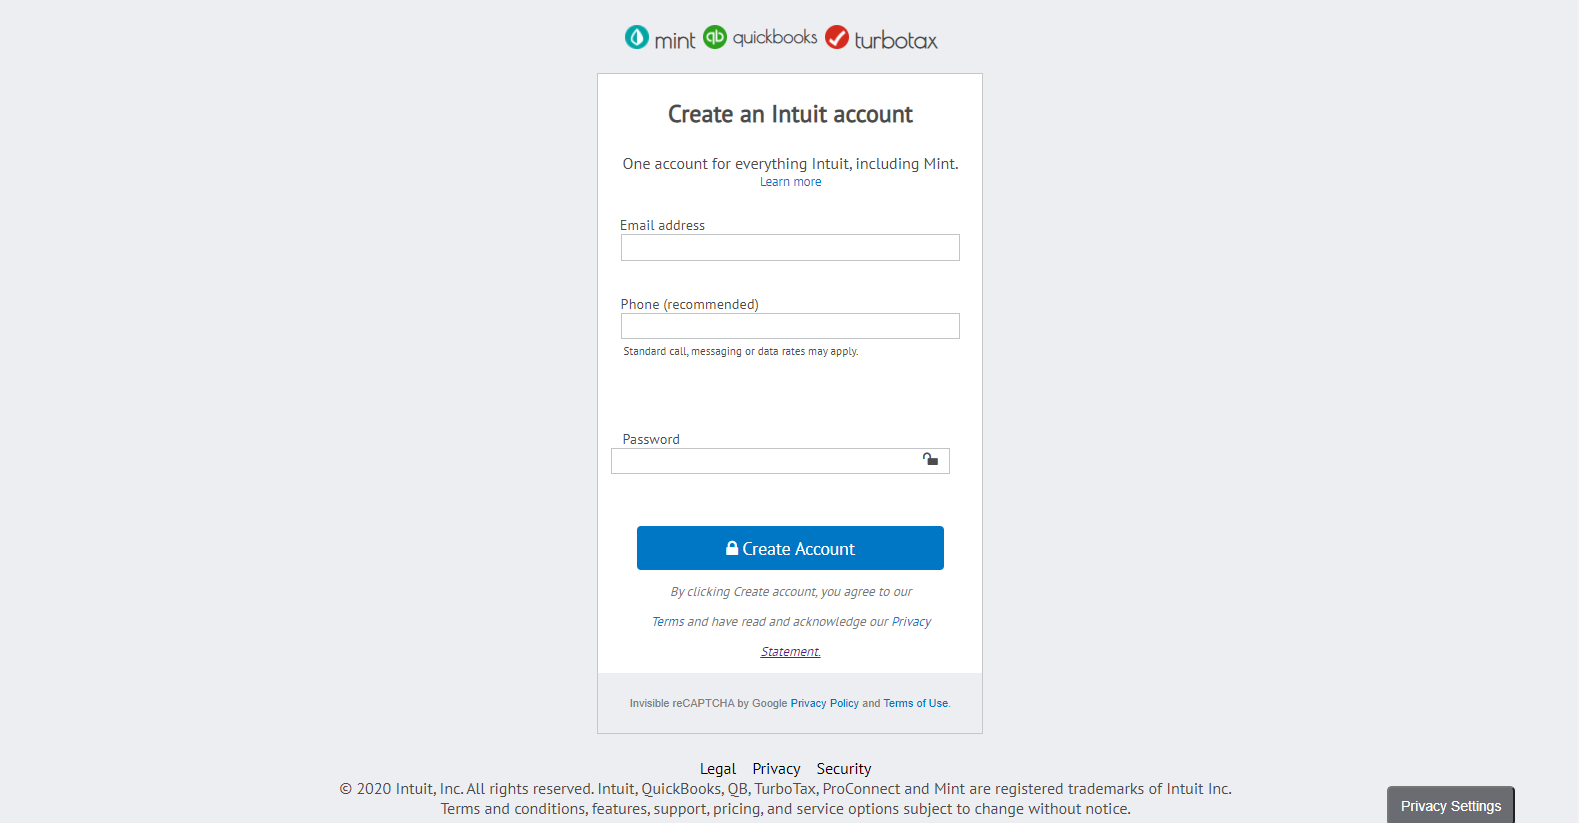 mint qb quickbooks turbotax
Create an Intuit account
One account for everything Intuit, including Mint.
Learn more
Email address
Phone (recommended)
Standard call, messaging or data rates may apply.
Password
Create Account
By clicking Create account, you agree to our
Terms and have read and acknowledge our Privacy
Statement.
Invisible reCAPTCHA by Google Privacy Policy and Terms of Use.
Legal Privacy Security
© 2020 Intuit, Inc. All rights reserved. Intuit, QuickBooks, QB, TurboTax, ProConnect and Mint are registered trademarks of Intuit Inc.
Terms and conditions, features, support, pricing, and service options subject to change without notice.
Privacy Settings